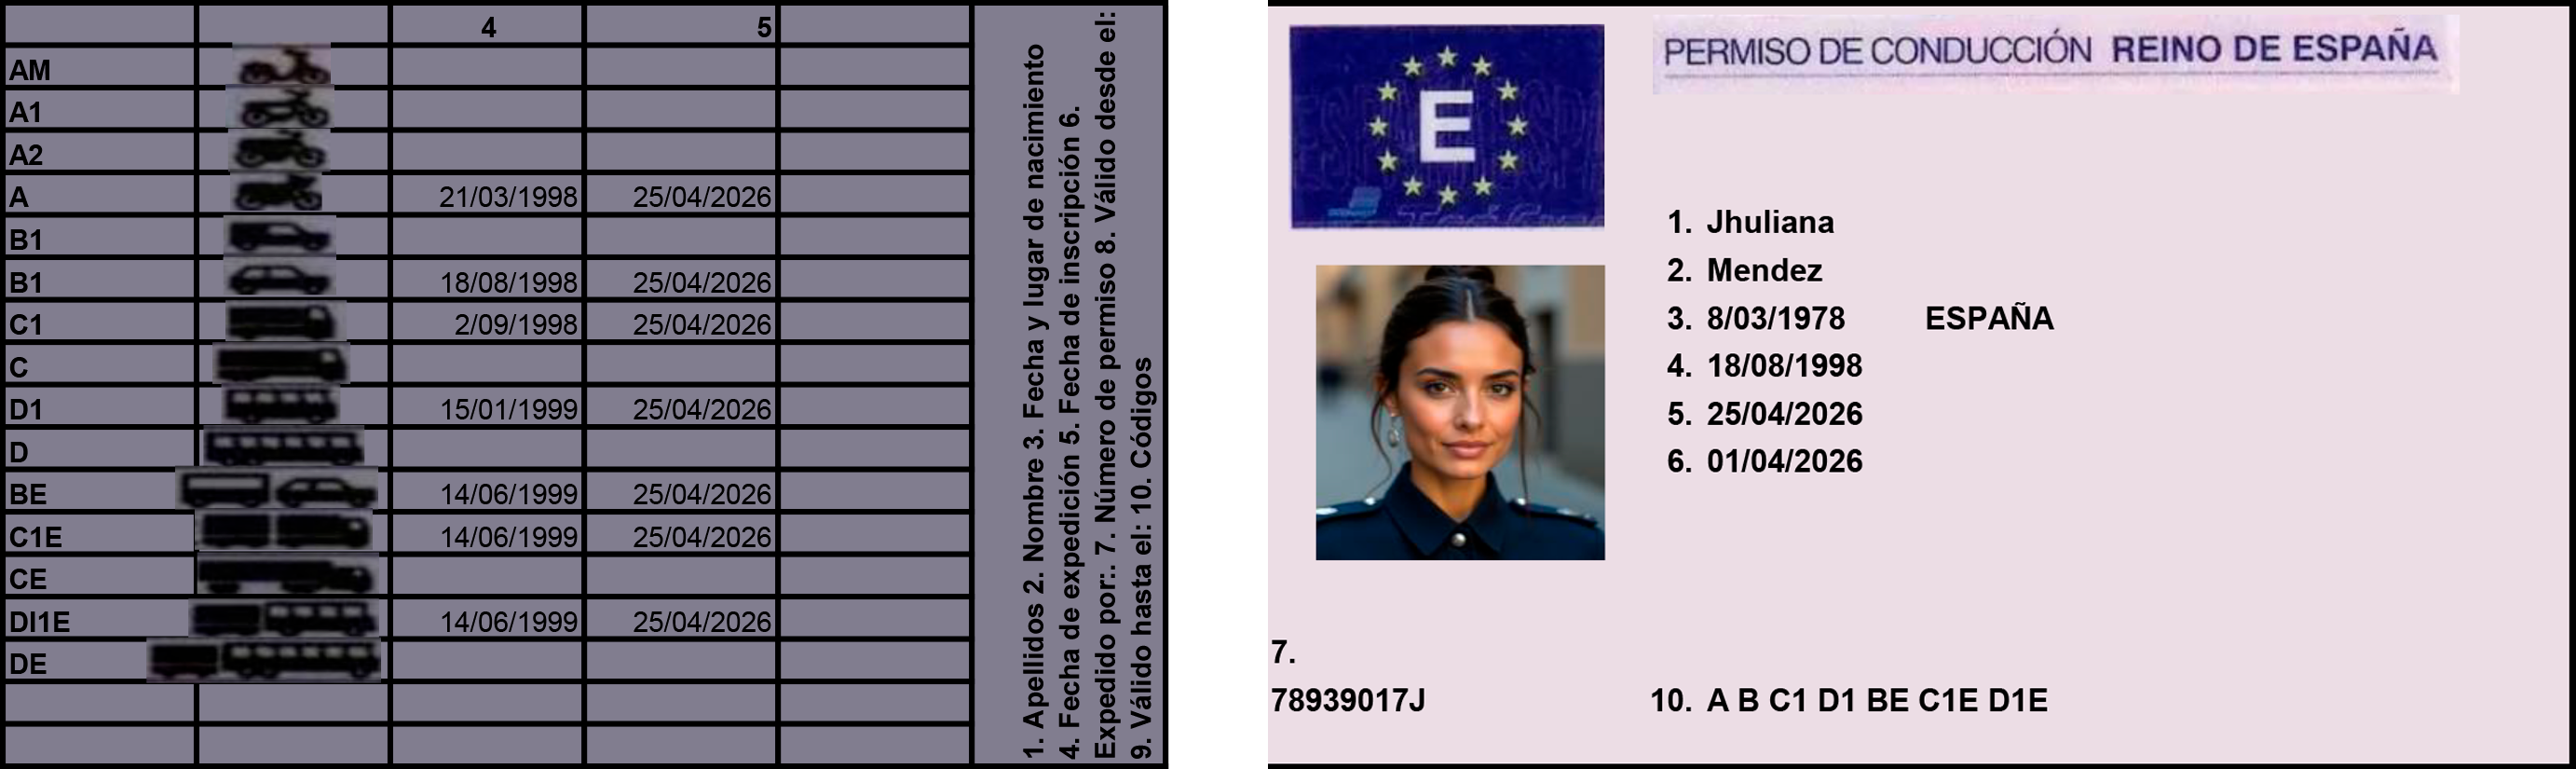 4 5
AM
A1
A2
A 21/03/1998 25/04/2026
B1
B1 18/08/1998 25/04/2026
C1 2/09/1998 25/04/2026
C
D1 15/01/1999 25/04/2026
D
BE 14/06/1999 25/04/2026
C1E 14/06/1999 25/04/2026
CE
DI1E 14/06/1999 25/04/2026
DE
1. Apellidos 2. Nombre 3. Fecha y lugar de nacimiento
4. Fecha de expedición 5. Fecha de inscripción 6.
Expedido por:. 7. Número de permiso 8. Válido desde el:
9. Válido hasta el: 10. Códigos
PERMISO DE CONDUCCIÓN REINO DE ESPAÑA
E
1. Jhuliana
2. Mendez
3. 8/03/1978 ESPAÑA
4. 18/08/1998
5. 25/04/2026
6. 01/04/2026
7.
78939017J
10. A B C1 D1 BE C1E D1E